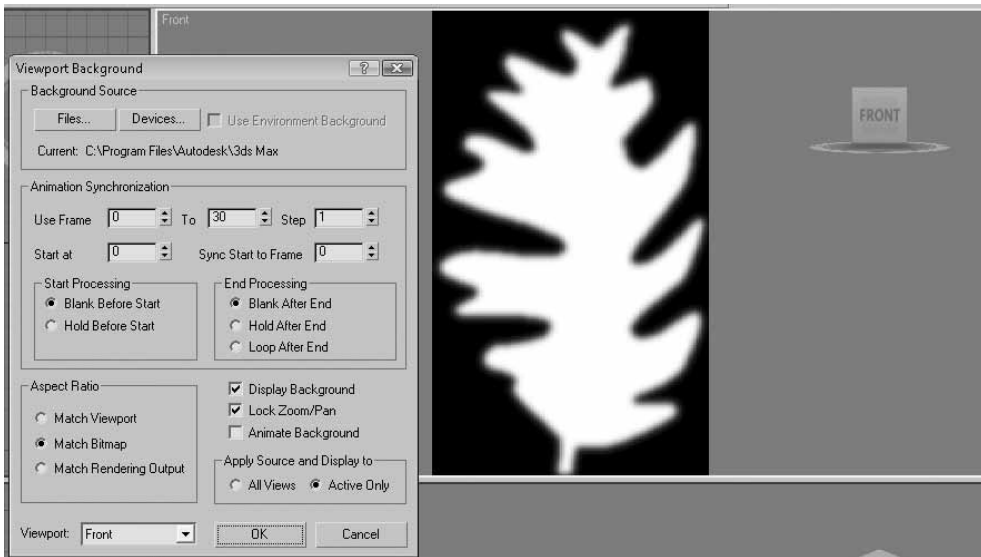 Front
Viewport Background
?
Background Source
Files... Devices... Use Environment Background
Current: C:\Program Files\Autodesk\3ds Max
Animation Synchronization
Use Frame 0 To 30 Step 1
Start at 0 Sync Start to Frame 0
Start Processing
Blank Before Start
Hold Before Start
End Processing
Blank After End
Hold After End
Loop After End
Aspect Ratio
Match Viewport
Match Bitmap
Match Rendering Output
Display Background
Lock Zoom/Pan
Animate Background
Apply Source and Display to
All Views Active Only
Viewport: Front OK Cancel
FRONT